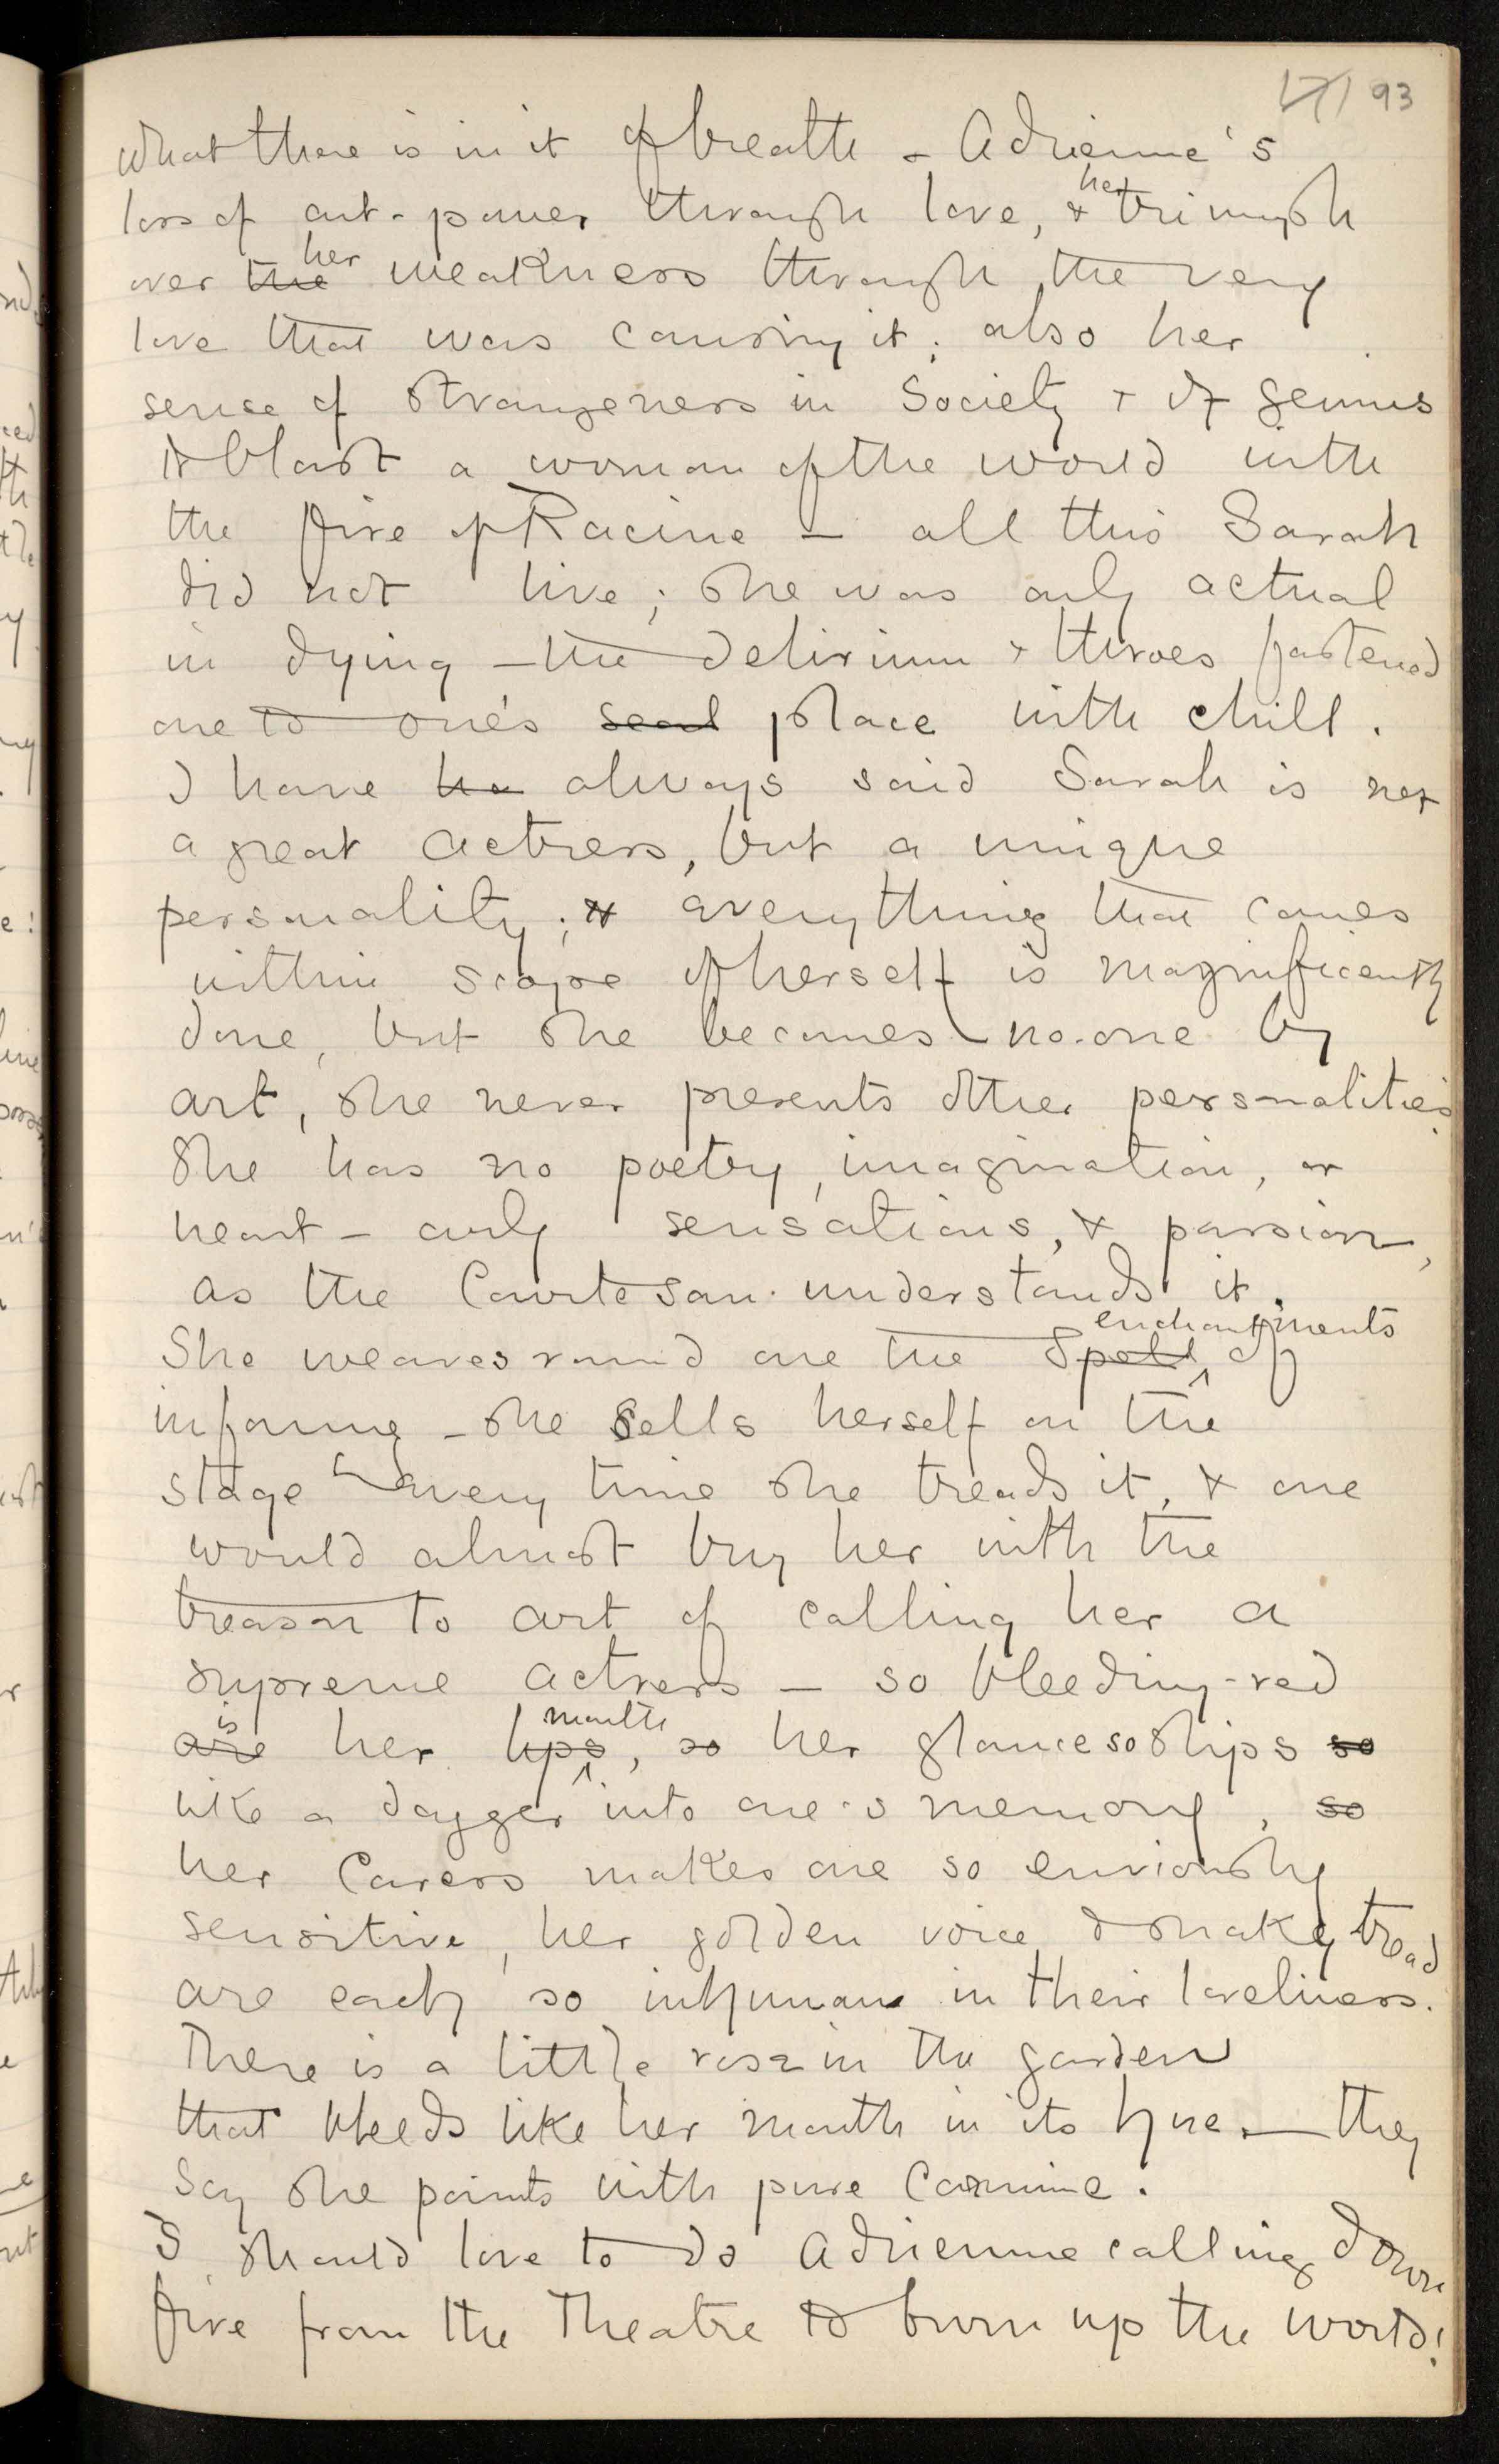 93
What there is in it of breath – Adrienne's
loss of art-power through love, & her triumph
over the her weakness through the very
love that was causing it; also her
sense of strangeness in Society & of genius
to blast a woman of the world with
the fire of Racine – all this Sarah
did not live; she was only actual
in dying – the delirium & throes fastened
one to one's seat place with chill.
I have ha always said Sarah is not
a great actress, but a unique
personality; & everything that comes
within scope of herself is magnificently
done, but she becomes no-one by
art, she never presents other personalities.
She has no poetry, imagination, or
heart – only sensations, & passion,
as the Courtesan understands it.
She weaves round one the spell enchantments of
infamy – she sells herself on the
stage every time she treads it, & one
would almost buy her with the
treason to art of calling her a
supreme actress – so bleeding-red
are is her lips mouth, so her glance so slips so
like a dagger into one's memory, so
her caress makes one so enviously
sensitive, her golden voice & snaky tread
are each so inhuman in their loveliness.
There is a little rose in the garden
that bleeds like her mouth in its hue – they
say she paints with pure Carmine.
I should love to do Adrienne calling down
fire from the Theatre to burn up the world!